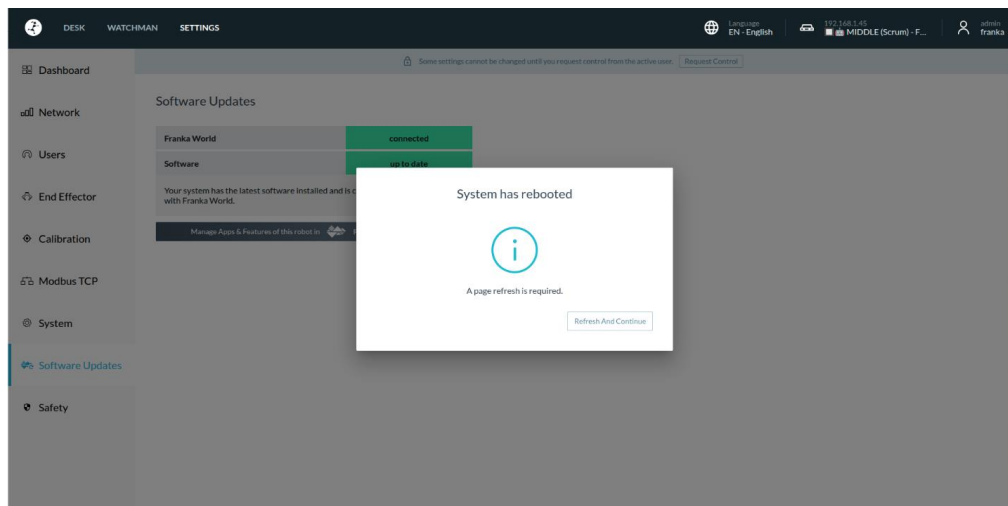 DESK WATCHMAN SETTINGS
Language
EN - English
192.168.1.45
MIDDLE (Scrum) - F...
admin
franka
Some settings cannot be changed until you request control from the active user. Request Control
Dashboard
Network
Users
End Effector
Calibration
Modbus TCP
System
Software Updates
Safety
Software Updates
Franka World connected
Software up to date
Your system has the latest software installed and is c
with Franka World.
Manage Apps & Features of this robot in
System has rebooted
A page refresh is required.
Refresh And Continue